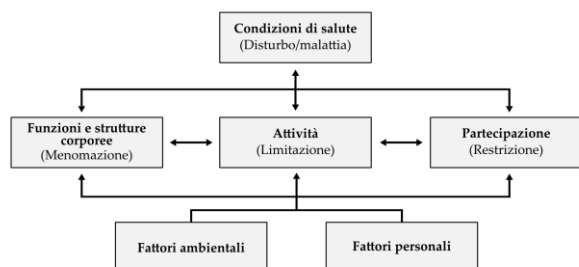 Condizioni di salute
(Disturbo/malattia)
Funzioni e strutture
corporee
(Menomazione)
Attività
(Limitazione)
Partecipazione
(Restrizione)
Fattori ambientali
Fattori personali